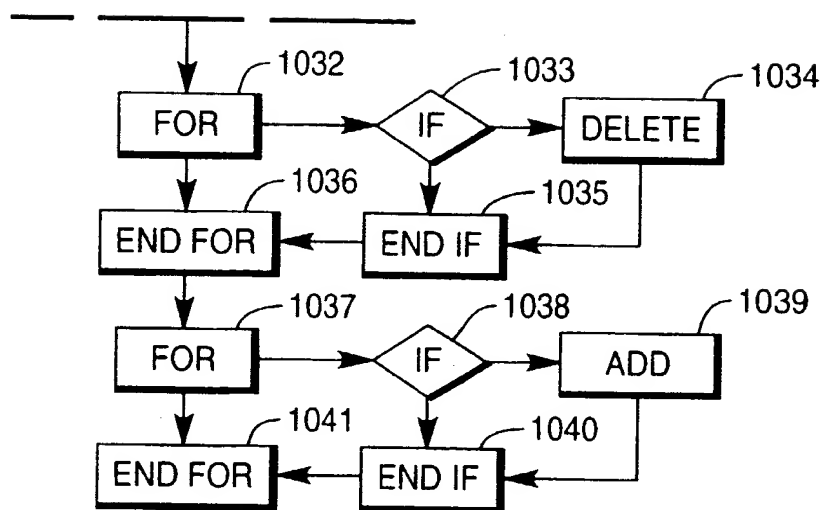 1032
1033
1034
FOR
IF
DELETE
1036
1035
END FOR
END IF
1037
1038
1039
FOR
IF
ADD
1041
1040
END FOR
END IF